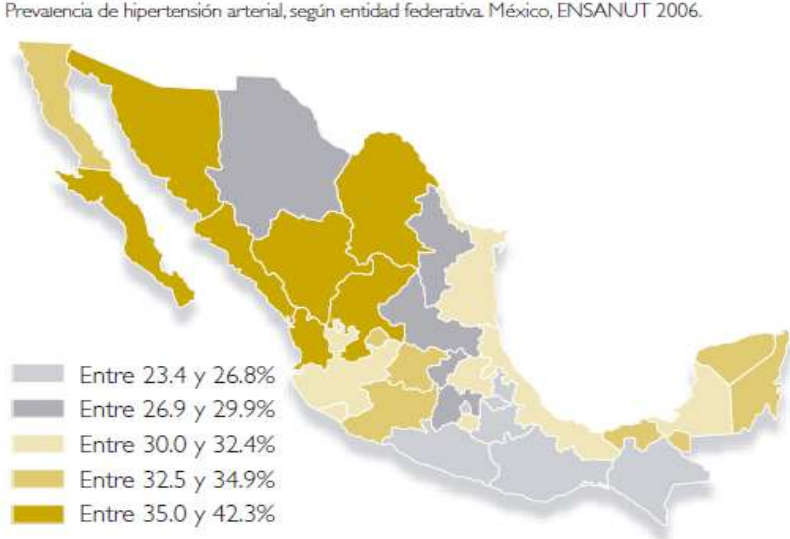 Prevalencia de hipertensión arterial, según entidad federativa. México, ENSANUT 2006.
Entre 23.4 y 26.8%
Entre 26.9 y 29.9%
Entre 30.0 y 32.4%
Entre 32.5 y 34.9%
Entre 35.0 y 42.3%